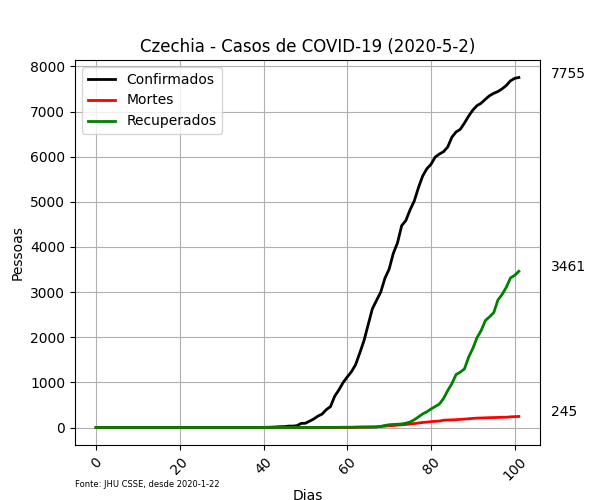 Czechia - Casos de COVID-19 (2020-5-2)
Confirmados
Mortes
Recuperados
8000
7000
6000
5000
4000
3000
2000
1000
0
Pessoas
7755
3461
245
0
20
40
60
80
100
Fonte: JHU CSSE, desde 2020-1-22
Dias